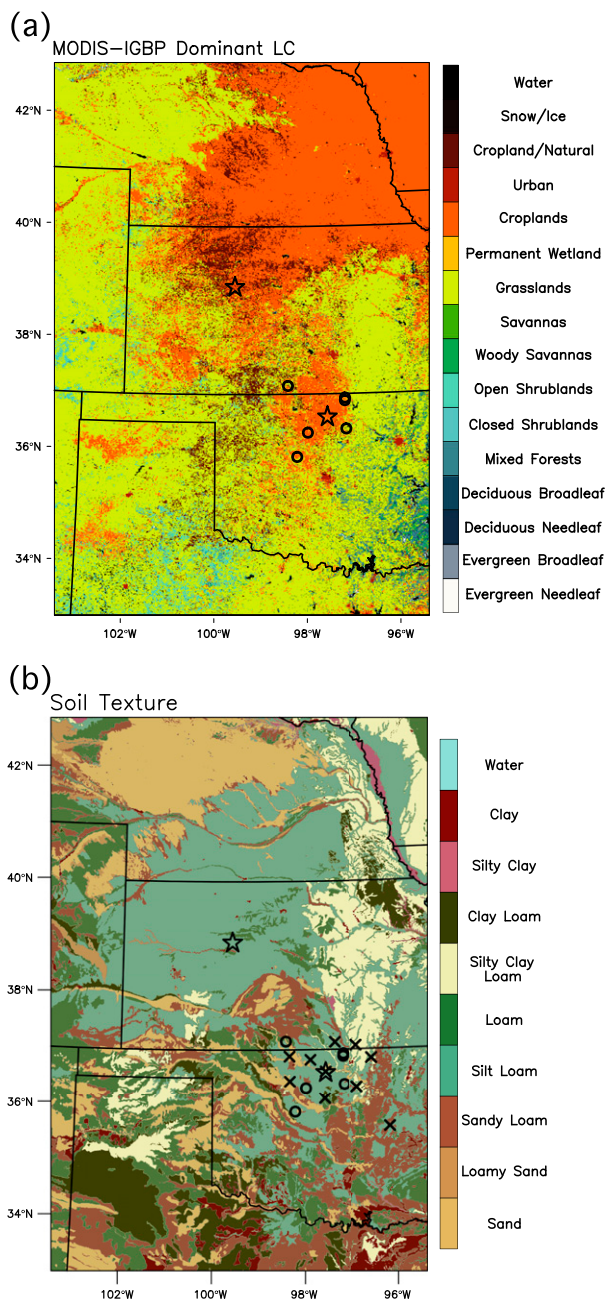 (a)
MODIS-IGBP Dominant LC
42°N
40°N
38°N
36°N
34°N
102°W
100°W
98°W
96°W
Water
Snow/Ice
Cropland/Natural
Urban
Croplands
Permanent Wetland
Grasslands
Savannas
Woody Savannas
Open Shrublands
Closed Shrublands
Mixed Forests
Deciduous Broadleaf
Deciduous Needleaf
Evergreen Broadleaf
Evergreen Needleaf
(b)
Soil Texture
42°N
40°N
38°N
36°N
34°N
102°W
100°W
98°W
96°W
Water
Clay
Silty Clay
Clay Loam
Silty Clay
Loam
Loam
Silt Loam
Sandy Loam
Loamy Sand
Sand